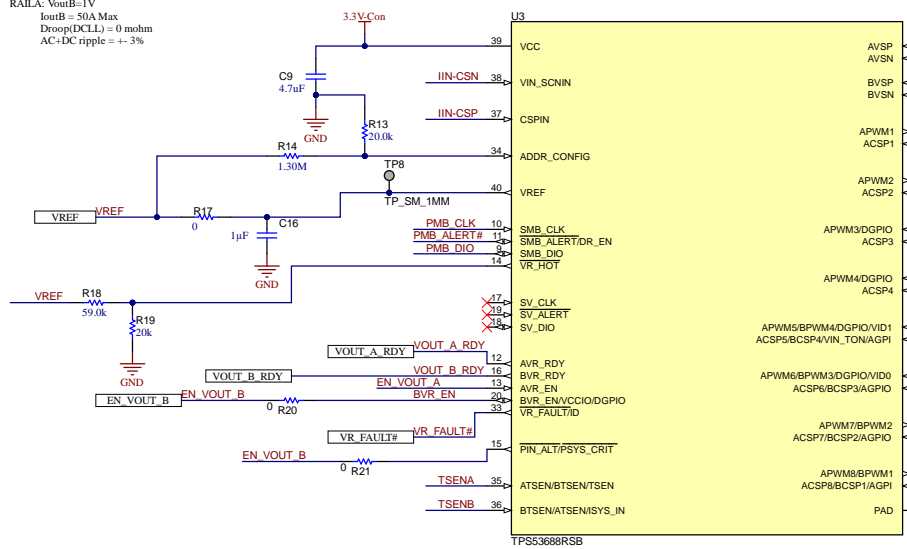 RAILA: VoutB=1V
IoutB = 50A Max
Droop(DCLL) = 0 mohm
AC+DC ripple = +- 3%
3.3V-Con
U3
C9
4.7uF
GND
R13
20.0k
R14
1.30M
TP8
TP_SM_1MM
VREF
VREF
R17
0
C16
1µF
GND
VREF
R18
59.0k
R19
20k
GND
IIN-CSN
IIN-CSP
PMB_CLK
PMB_ALERT#
PMB_DIO
VOUT_A_RDY
VOUT_A_RDY
VOUT_B_RDY
VOUT_B_RDY
EN_VOUT_A
EN_VOUT_B
EN_VOUT_B
0
R20
BVR_EN
VR_FAULT#
VR_FAULT#
EN_VOUT_B
0
R21
TSENA
TSENB
39 VCC
38 VIN_SCNIN
37 CSPIN
34 ADDR_CONFIG
40 VREF
10 SMB_CLK
11 SMB_ALERT/DR_EN
9 SMB_DIO
14 VR_HOT
17 SV_CLK
19 SV_ALERT
18 SV_DIO
12 AVR_RDY
16 BVR_RDY
13 AVR_EN
20 BVR_EN/VCCIO/DGPIO
33 VR_FAULT/ID
15 PIN_ALT/PSYS_CRIT
35 ATSEN/BTSEN/TSEN
36 BTSEN/ATSEN/ISYS_IN
AVSP
AVSN
BVSP
BVSN
APWM1
ACSP1
APWM2
ACSP2
APWM3/DGPIO
ACSP3
APWM4/DGPIO
ACSP4
APWM5/BPWM4/DGPIO/VID1
ACSP5/BCSP4/VIN_TON/AGPI
APWM6/BPWM3/DGPIO/VID0
ACSP6/BCSP3/AGPIO
APWM7/BPWM2
ACSP7/BCSP2/AGPIO
APWM8/BPWM1
ACSP8/BCSP1/AGPI
PAD
TPS53688RSB